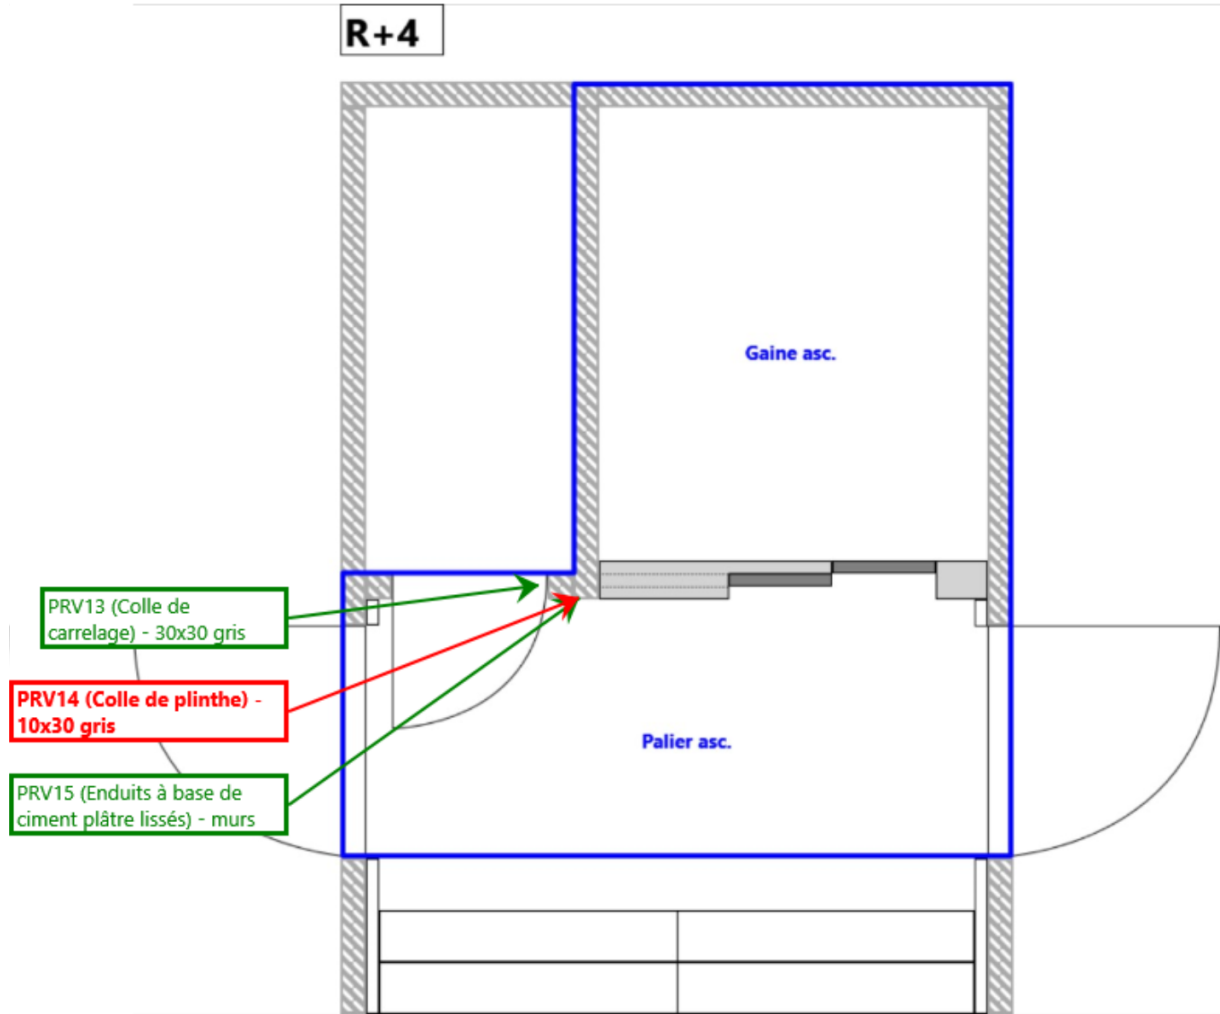 R+4
Gaine asc.
PRV13 (Colle de
carrelage) - 30x30 gris
PRV14 (Colle de plinthe) -
10x30 gris
Palier asc.
PRV15 (Enduits à base de
ciment plâtre lissés) - murs